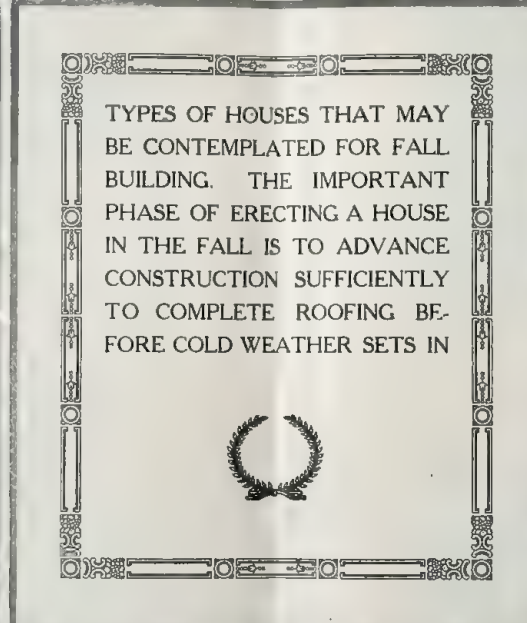 TYPES OF HOUSES THAT MAY
BE CONTEMPLATED FOR FALL
BUILDING. THE IMPORTANT
PHASE OF ERECTING A HOUSE
IN THE FALL IS TO ADVANCE
CONSTRUCTION SUFFICIENTLY
TO COMPLETE ROOFING BE-
FORE COLD WEATHER SETS IN